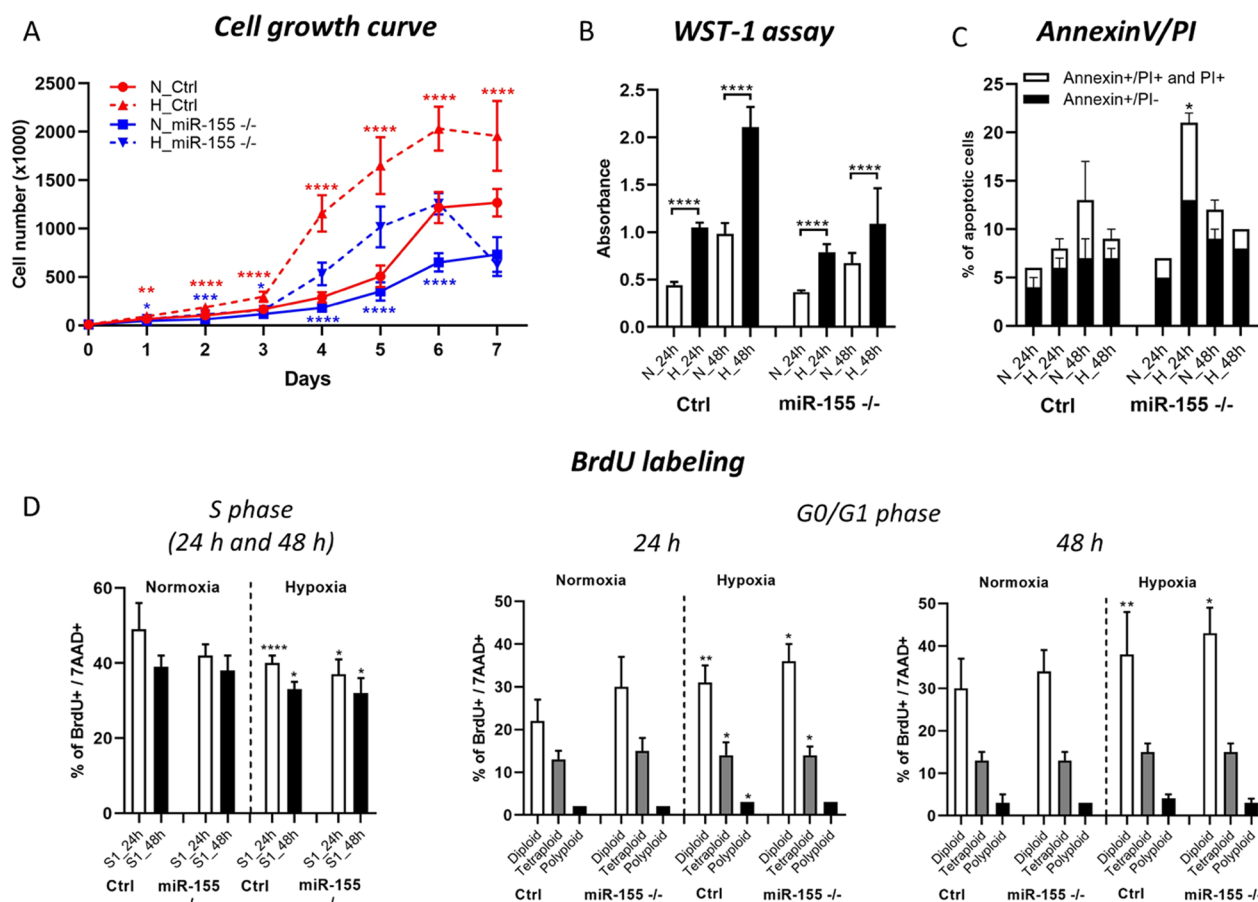 A
Cell growth curve
N_Ctrl
H_Ctrl
N_miR-155 -/-
H_miR-155 -/-
Cell number (x1000)
2500
2000
1500
1000
500
0
** **** **** **** **** **** ****
* *** * **** **** ****
0 1 2 3 4 5 6 7
Days
B
WST-1 assay
Absorbance
2.5
2.0
1.5
1.0
0.5
0.0
**** **** **** ****
N_24h H_24h N_48h H_48h N_24h H_24h N_48h H_48h
Ctrl miR-155 -/-
C
AnnexinV/PI
Annexin+/PI+ and PI+
Annexin+/PI-
% of apoptotic cells
25
20
15
10
5
0
*
N_24h H_24h N_48h H_48h N_24h H_24h N_48h H_48h
Ctrl miR-155 -/-
BrdU labeling
D
S phase
(24 h and 48 h)
Normoxia Hypoxia
% of BrdU+ / 7AAD+
60
40
20
0
**** * * *
S1_24h S1_48h S1_24h S1_48h S1_24h S1_48h S1_24h S1_48h
Ctrl miR-155 Ctrl miR-155
G0/G1 phase
24 h
Normoxia Hypoxia
% of BrdU+ / 7AAD+
50
40
30
20
10
0
** * * * *
Diploid Tetraploid Polyploid Diploid Tetraploid Polyploid Diploid Tetraploid Polyploid Diploid Tetraploid Polyploid
Ctrl miR-155 -/- Ctrl miR-155 -/-
48 h
Normoxia Hypoxia
% of BrdU+ / 7AAD+
50
40
30
20
10
0
** *
Diploid Tetraploid Polyploid Diploid Tetraploid Polyploid Diploid Tetraploid Polyploid Diploid Tetraploid Polyploid
Ctrl miR-155 -/- Ctrl miR-155 -/-